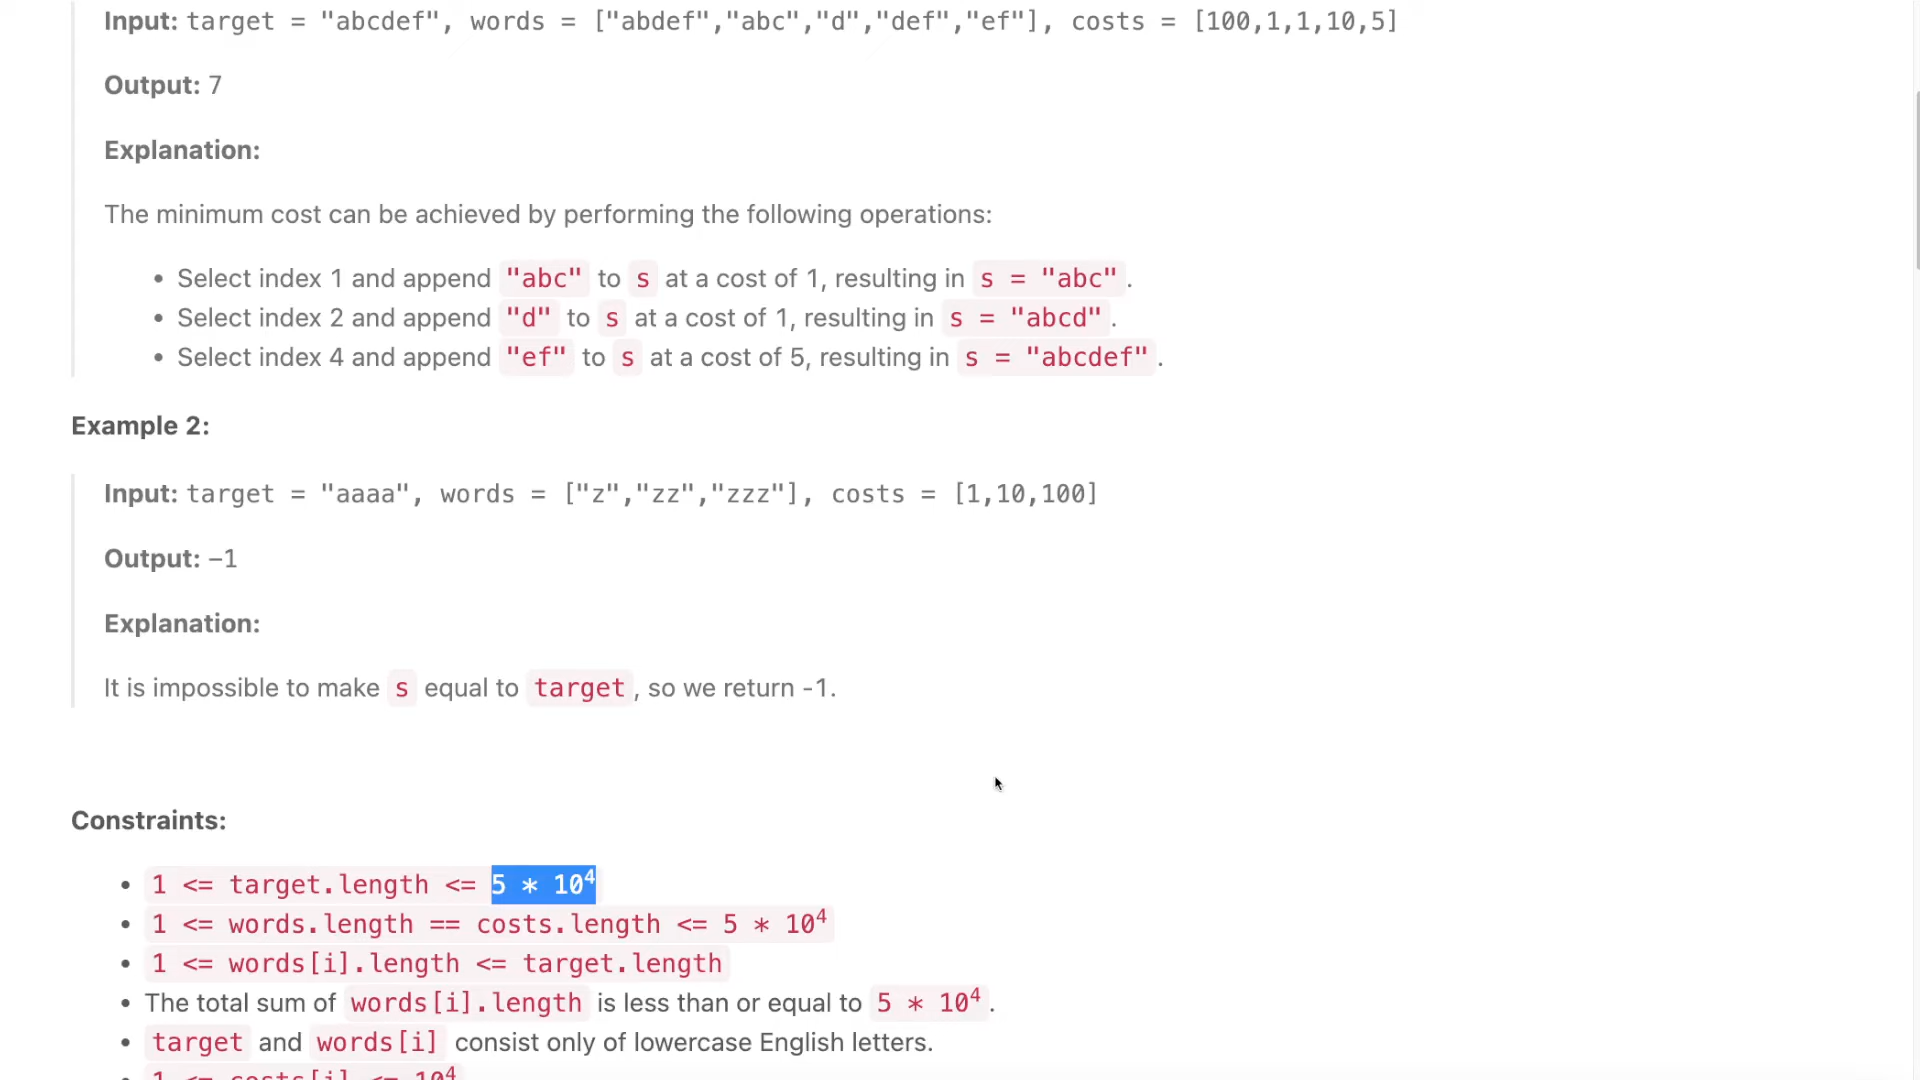 Input: target = "abcdef", words = ["abdef","abc","d","def","ef"], costs = [100,1,1,10,5]
Output: 7
Explanation:
The minimum cost can be achieved by performing the following operations:
• Select index 1 and append "abc" to s at a cost of 1, resulting in s = "abc".
• Select index 2 and append "d" to s at a cost of 1, resulting in s = "abcd".
• Select index 4 and append "ef" to s at a cost of 5, resulting in s = "abcdef".
Example 2:
Input: target = "aaaa", words = ["z","zz","zzz"], costs = [1,10,100]
Output: −1
Explanation:
It is impossible to make s equal to target, so we return -1.
Constraints:
• 1 <= target.length <= 5 * 10⁴
• 1 <= words.length == costs.length <= 5 * 10⁴
• 1 <= words[i].length <= target.length
• The total sum of words[i].length is less than or equal to 5 * 10⁴.
• target and words[i] consist only of lowercase English letters.
• 1 <= costs[i] <= 10⁴